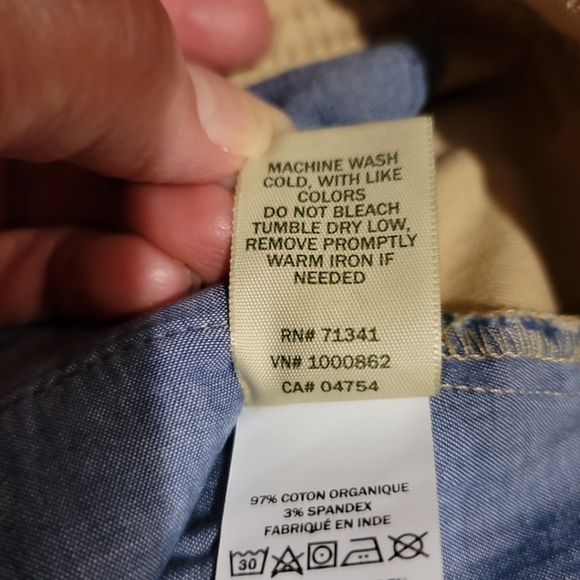 MACHINE WASH
COLD, WITH LIKE
COLORS
DO NOT BLEACH
TUMBLE DRY LOW,
REMOVE PROMPTLY
WARM IRON IF
NEEDED
RN# 71341
VN# 1000862
CA# 04754
97% COTON ORGANIQUE
3% SPANDEX
FABRIQUÉ EN INDE
30